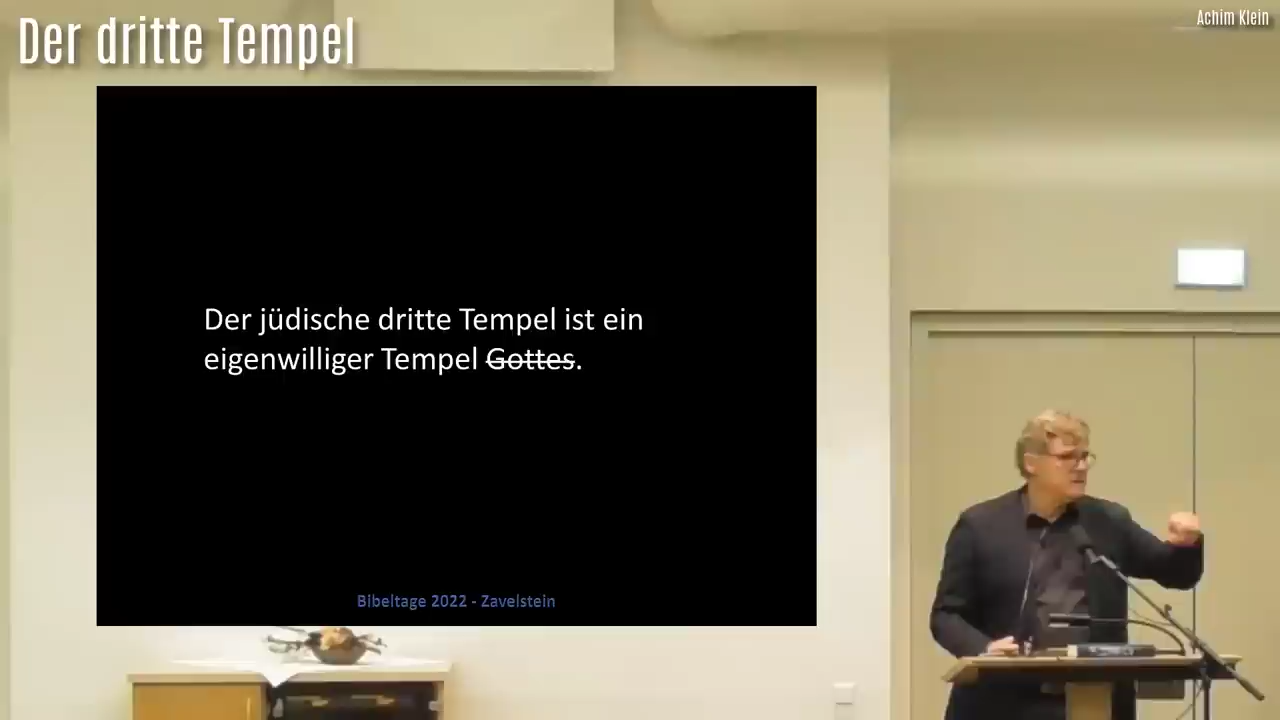 Der dritte Tempel
Achim Klein
Der jüdische dritte Tempel ist ein
eigenwilliger Tempel Gottes.
Bibeltage 2022 - Zavelstein